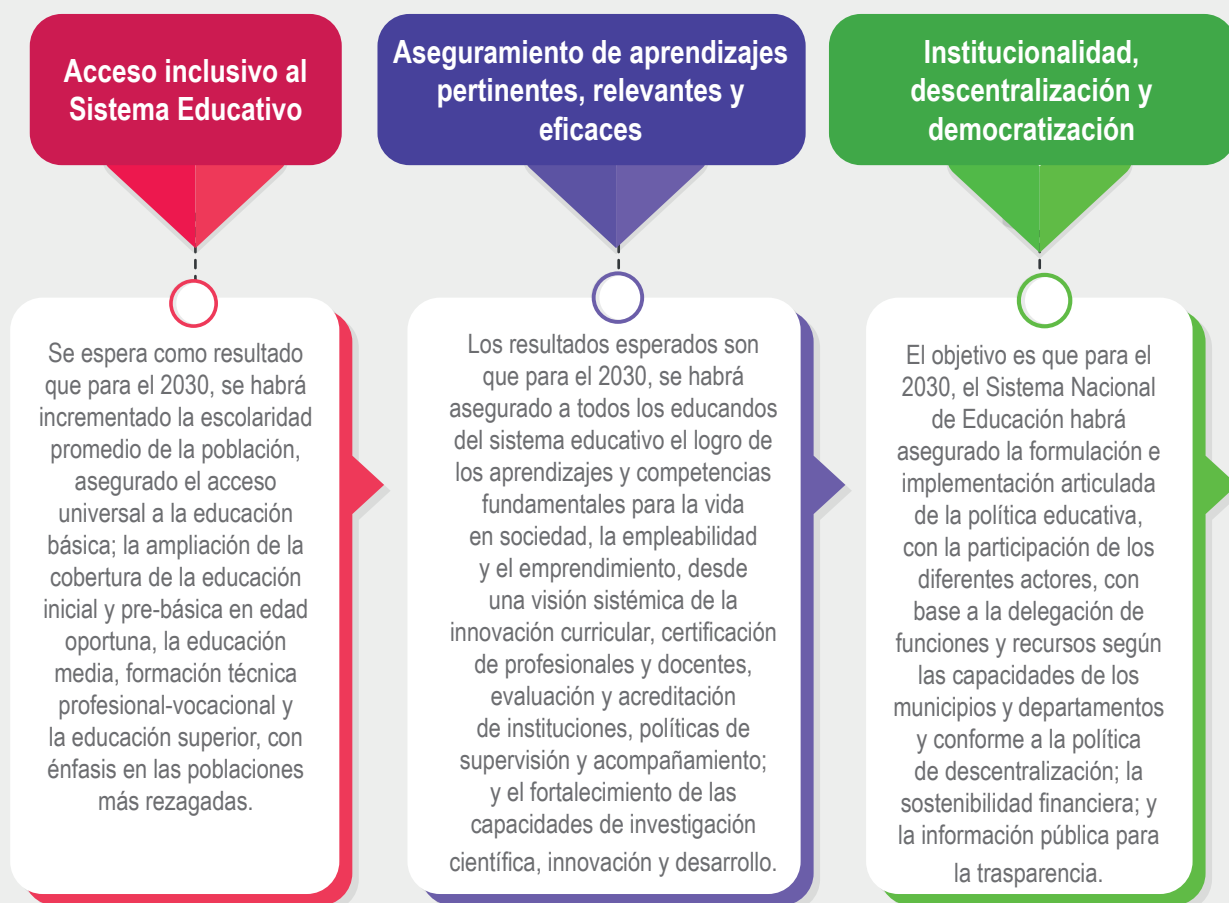 Acceso inclusivo al
Sistema Educativo
Se espera como resultado
que para el 2030, se habrá
incrementado la escolaridad
promedio de la población,
asegurado el acceso
universal a la educación
básica; la ampliación de la
cobertura de la educación
inicial y pre-básica en edad
oportuna, la educación
media, formación técnica
profesional-vocacional y
la educación superior, con
énfasis en las poblaciones
más rezagadas.
Aseguramiento de aprendizajes
pertinentes, relevantes y
eficaces
Los resultados esperados son
que para el 2030, se habrá
asegurado a todos los educandos
del sistema educativo el logro de
los aprendizajes y competencias
fundamentales para la vida
en sociedad, la empleabilidad
y el emprendimiento, desde
una visión sistémica de la
innovación curricular, certificación
de profesionales y docentes,
evaluación y acreditación
de instituciones, políticas de
supervisión y acompañamiento;
y el fortalecimiento de las
capacidades de investigación
científica, innovación y desarrollo.
Institucionalidad,
descentralización y
democratización
El objetivo es que para el
2030, el Sistema Nacional
de Educación habrá
asegurado la formulación e
implementación articulada
de la política educativa,
con la participación de los
diferentes actores, con
base a la delegación de
funciones y recursos según
las capacidades de los
municipios y departamentos
y conforme a la política
de descentralización; la
sostenibilidad financiera; y
la información pública para
la trasparencia.